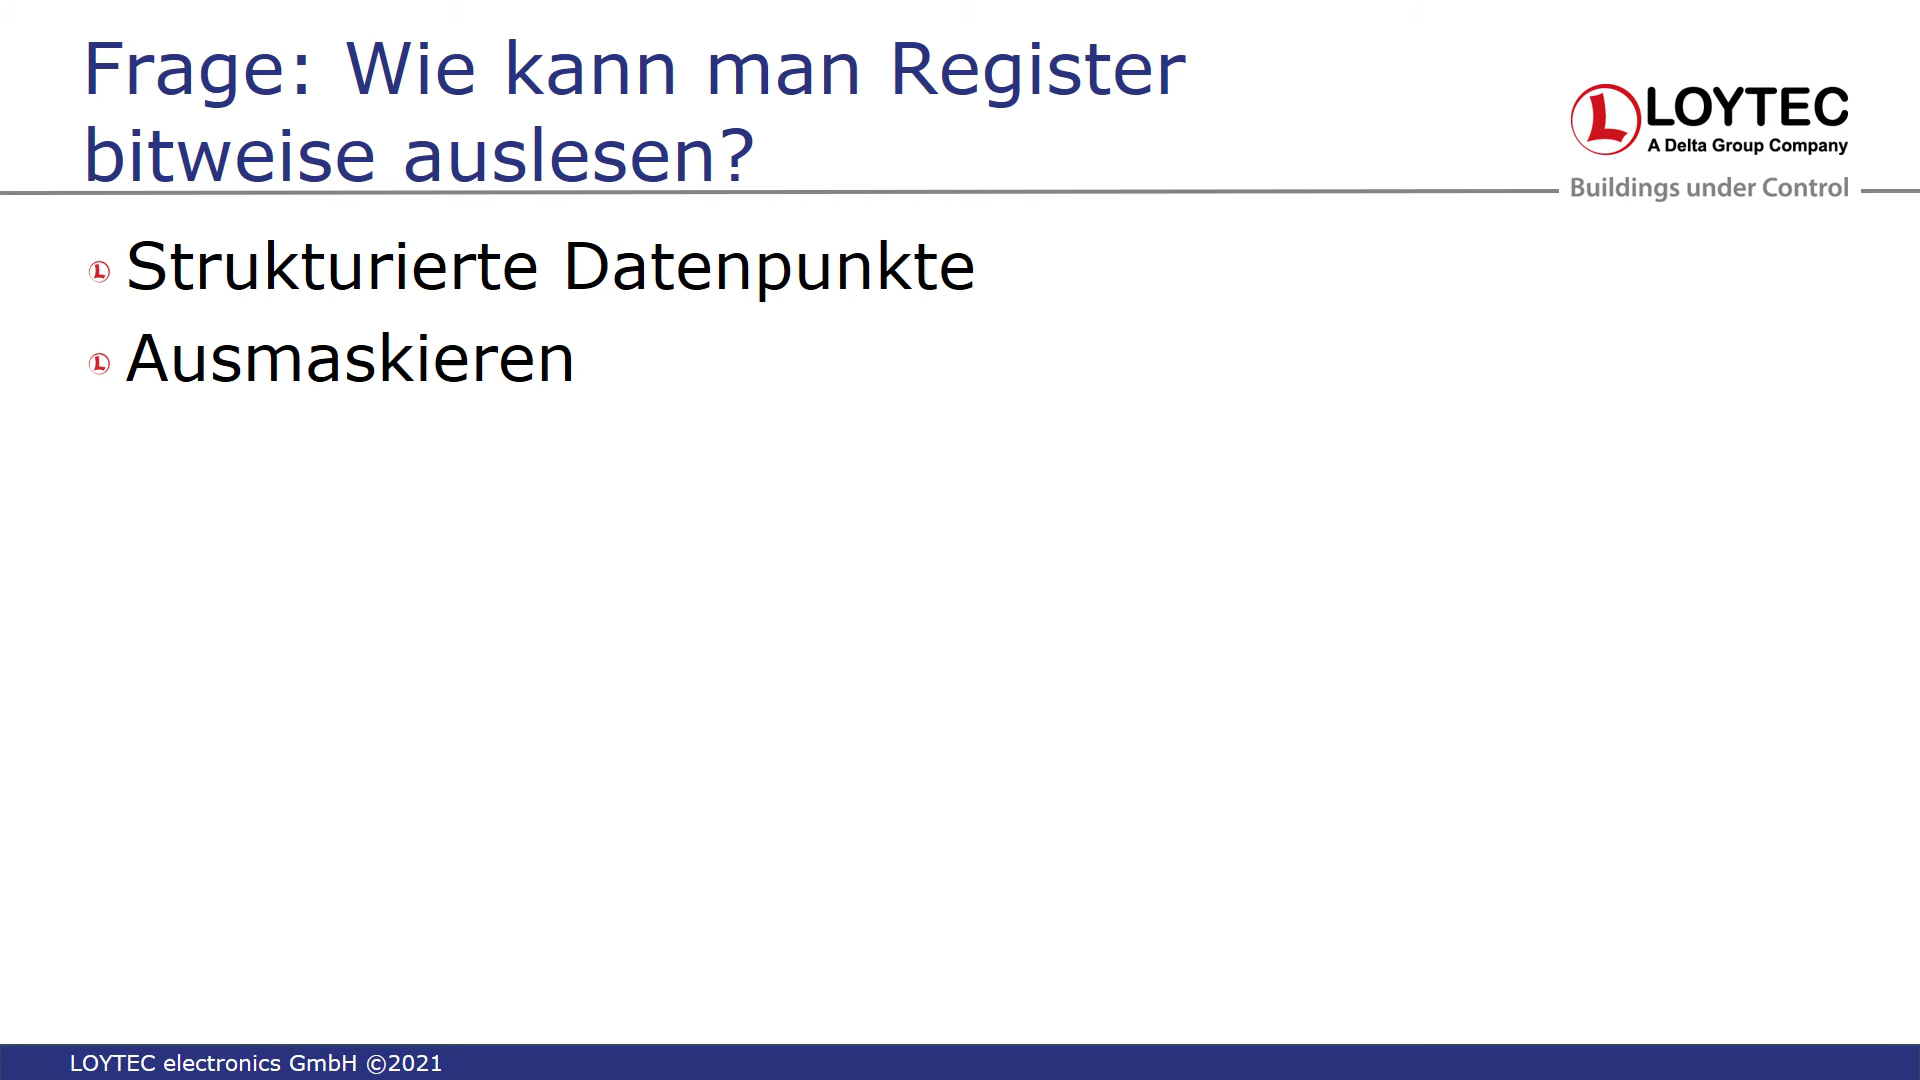 Frage: Wie kann man Register
bitweise auslesen?
LOYTEC
A Delta Group Company
Buildings under Control
Strukturierte Datenpunkte
Ausmaskieren
LOYTEC electronics GmbH ©2021